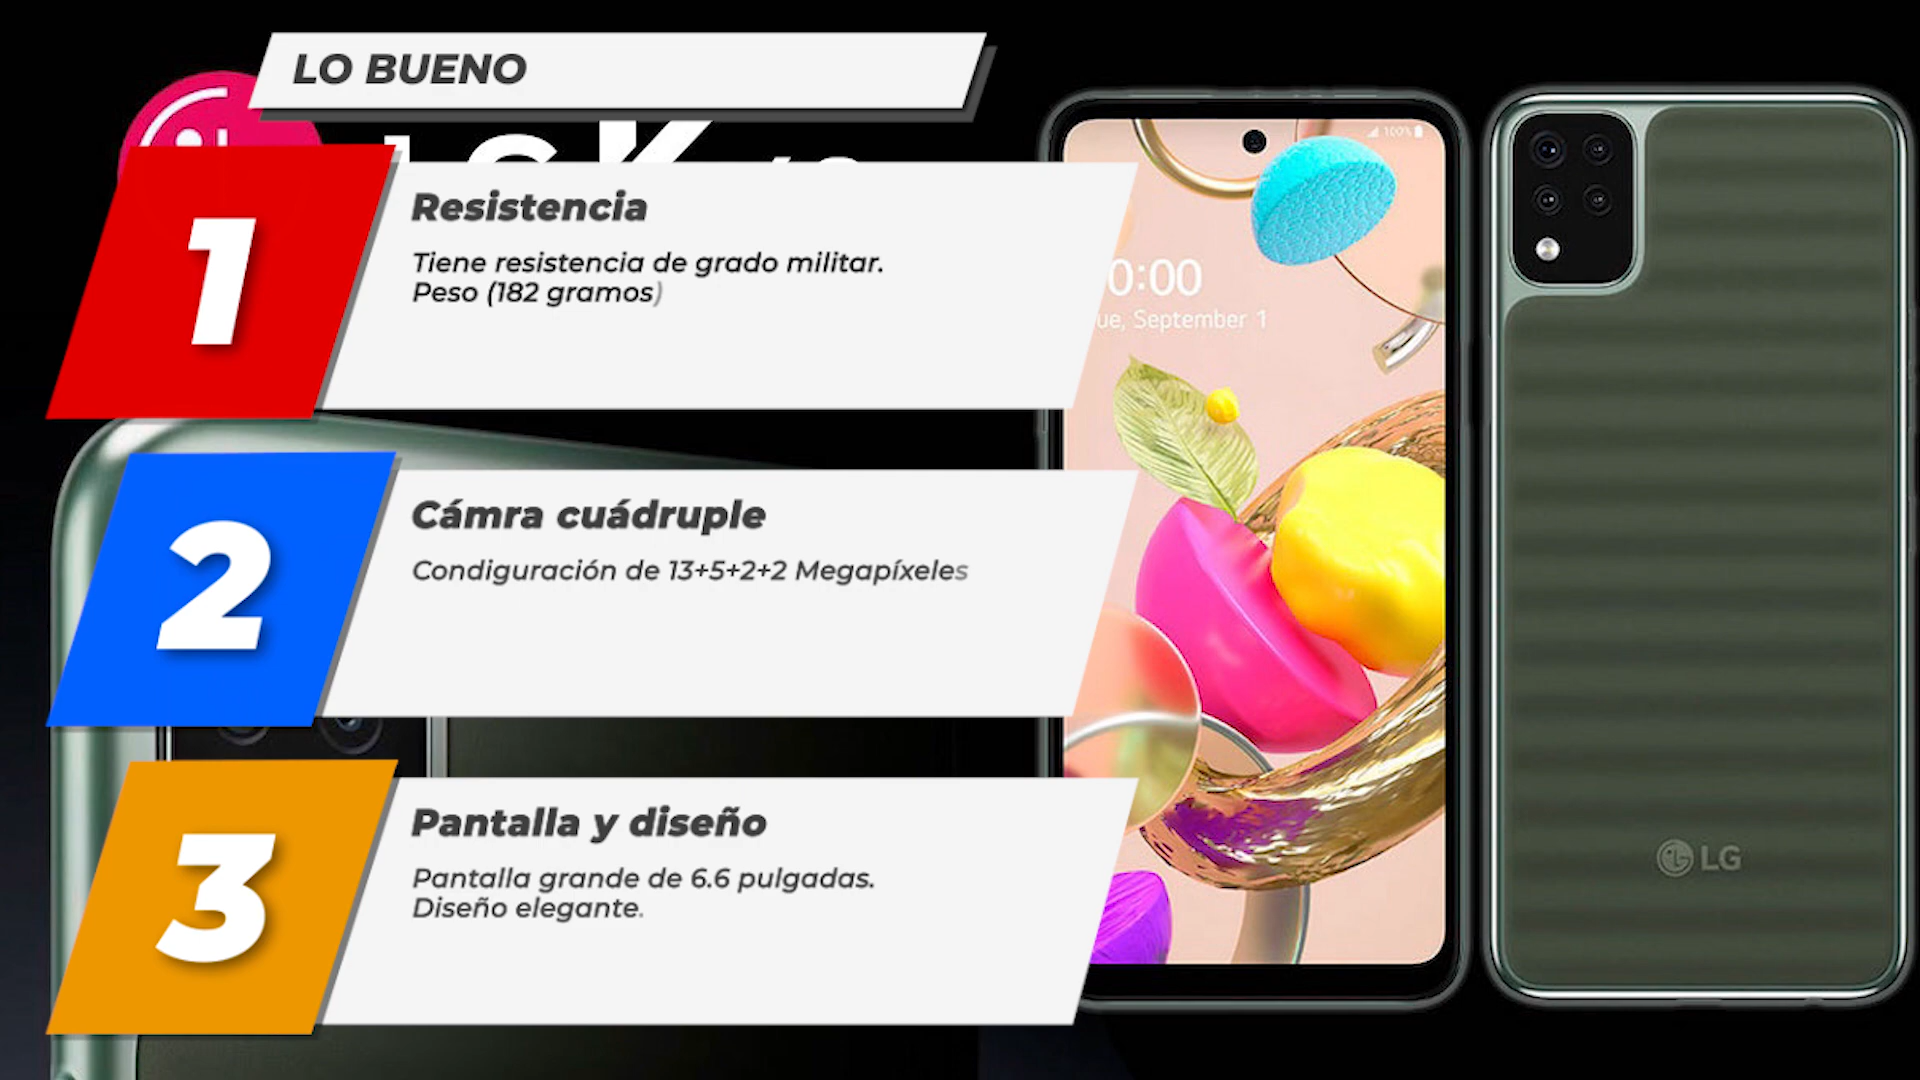 LO BUENO
1
Resistencia
Tiene resistencia de grado militar.
Peso (182 gramos)
2
Cámra cuádruple
Condiguración de 13+5+2+2 Megapíxeles
3
Pantalla y diseño
Pantalla grande de 6.6 pulgadas.
Diseño elegante.
100%
0:00
ue, September 1
LG